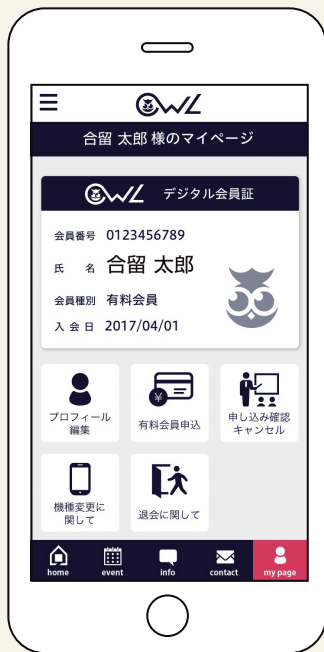 OWL
合留 太郎 様のマイページ
OWL デジタル会員証
会員番号 0123456789
氏 名 合留 太郎
会員種別 有料会員
入 会 日 2017/04/01
プロフィール
編集
有料会員申込
申し込み確認
キャンセル
機種変更に
関して
退会に関して
home event info contact my page